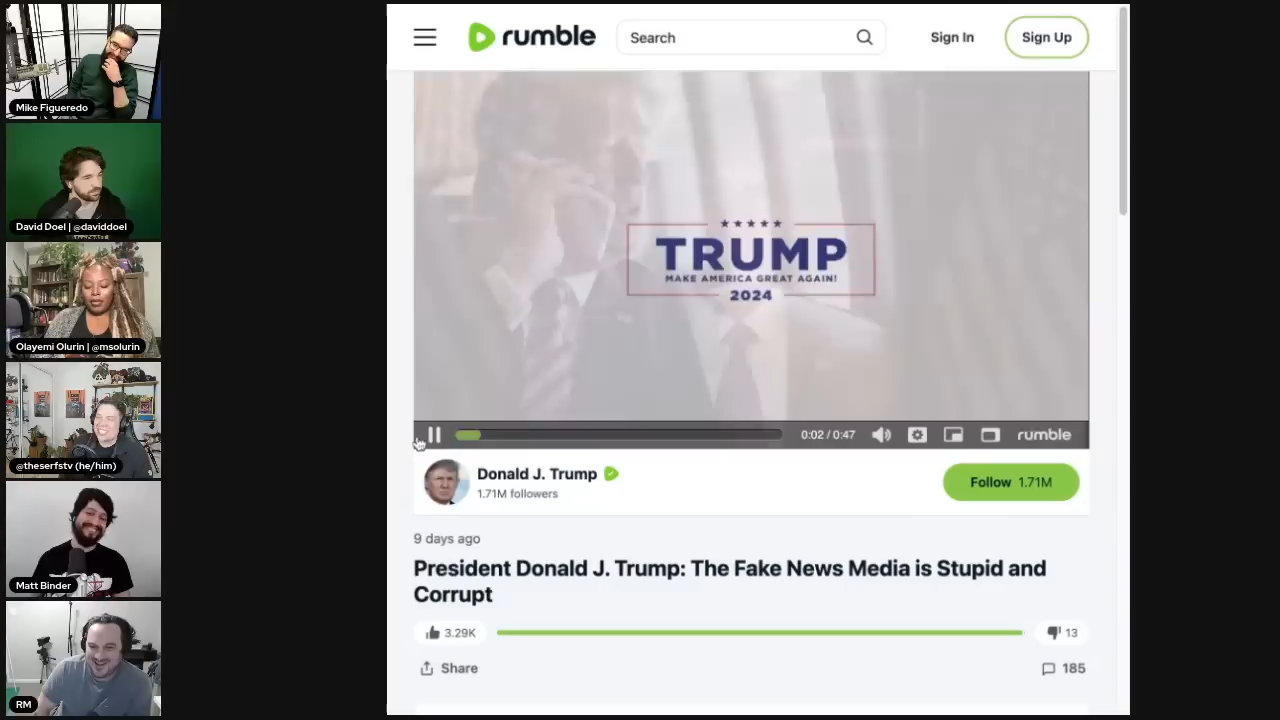 Mike Figueredo
David Doel | @daviddoel
Olayemi Olurin | @msolurin
@theserfstv (he/him)
Matt Binder
RM
rumble
Search
Sign In
Sign Up
TRUMP
MAKE AMERICA GREAT AGAIN!
2024
0:02 / 0:47
rumble
Donald J. Trump
1.71M followers
Follow 1.71M
9 days ago
President Donald J. Trump: The Fake News Media is Stupid and
Corrupt
3.29K
13
Share
185